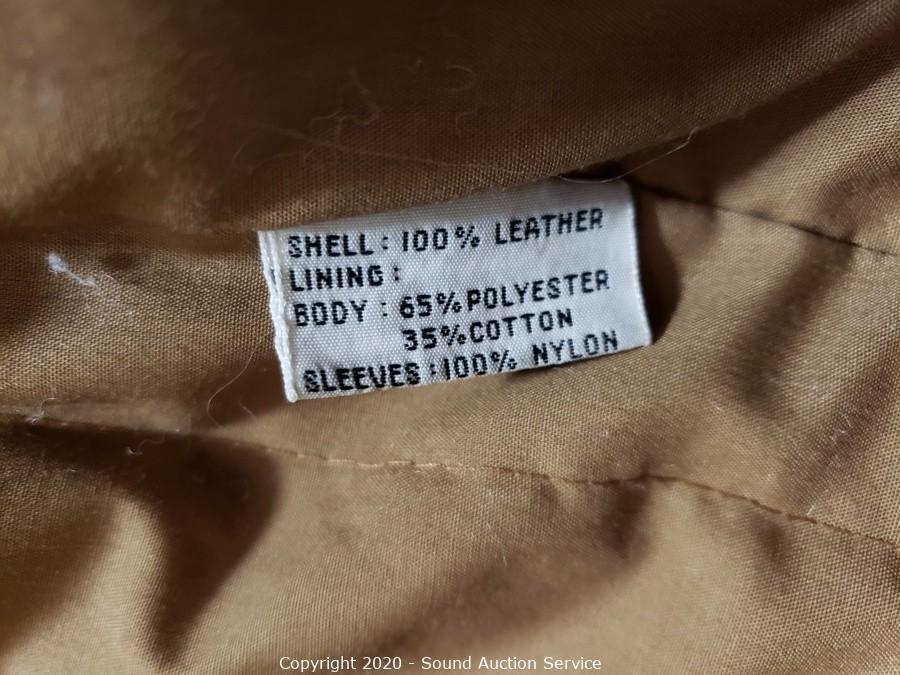 SHELL: 100% LEATHER
LINING:
BODY: 65% POLYESTER
35% COTTON
SLEEVES: 100% NYLON
Copyright 2020 - Sound Auction Service